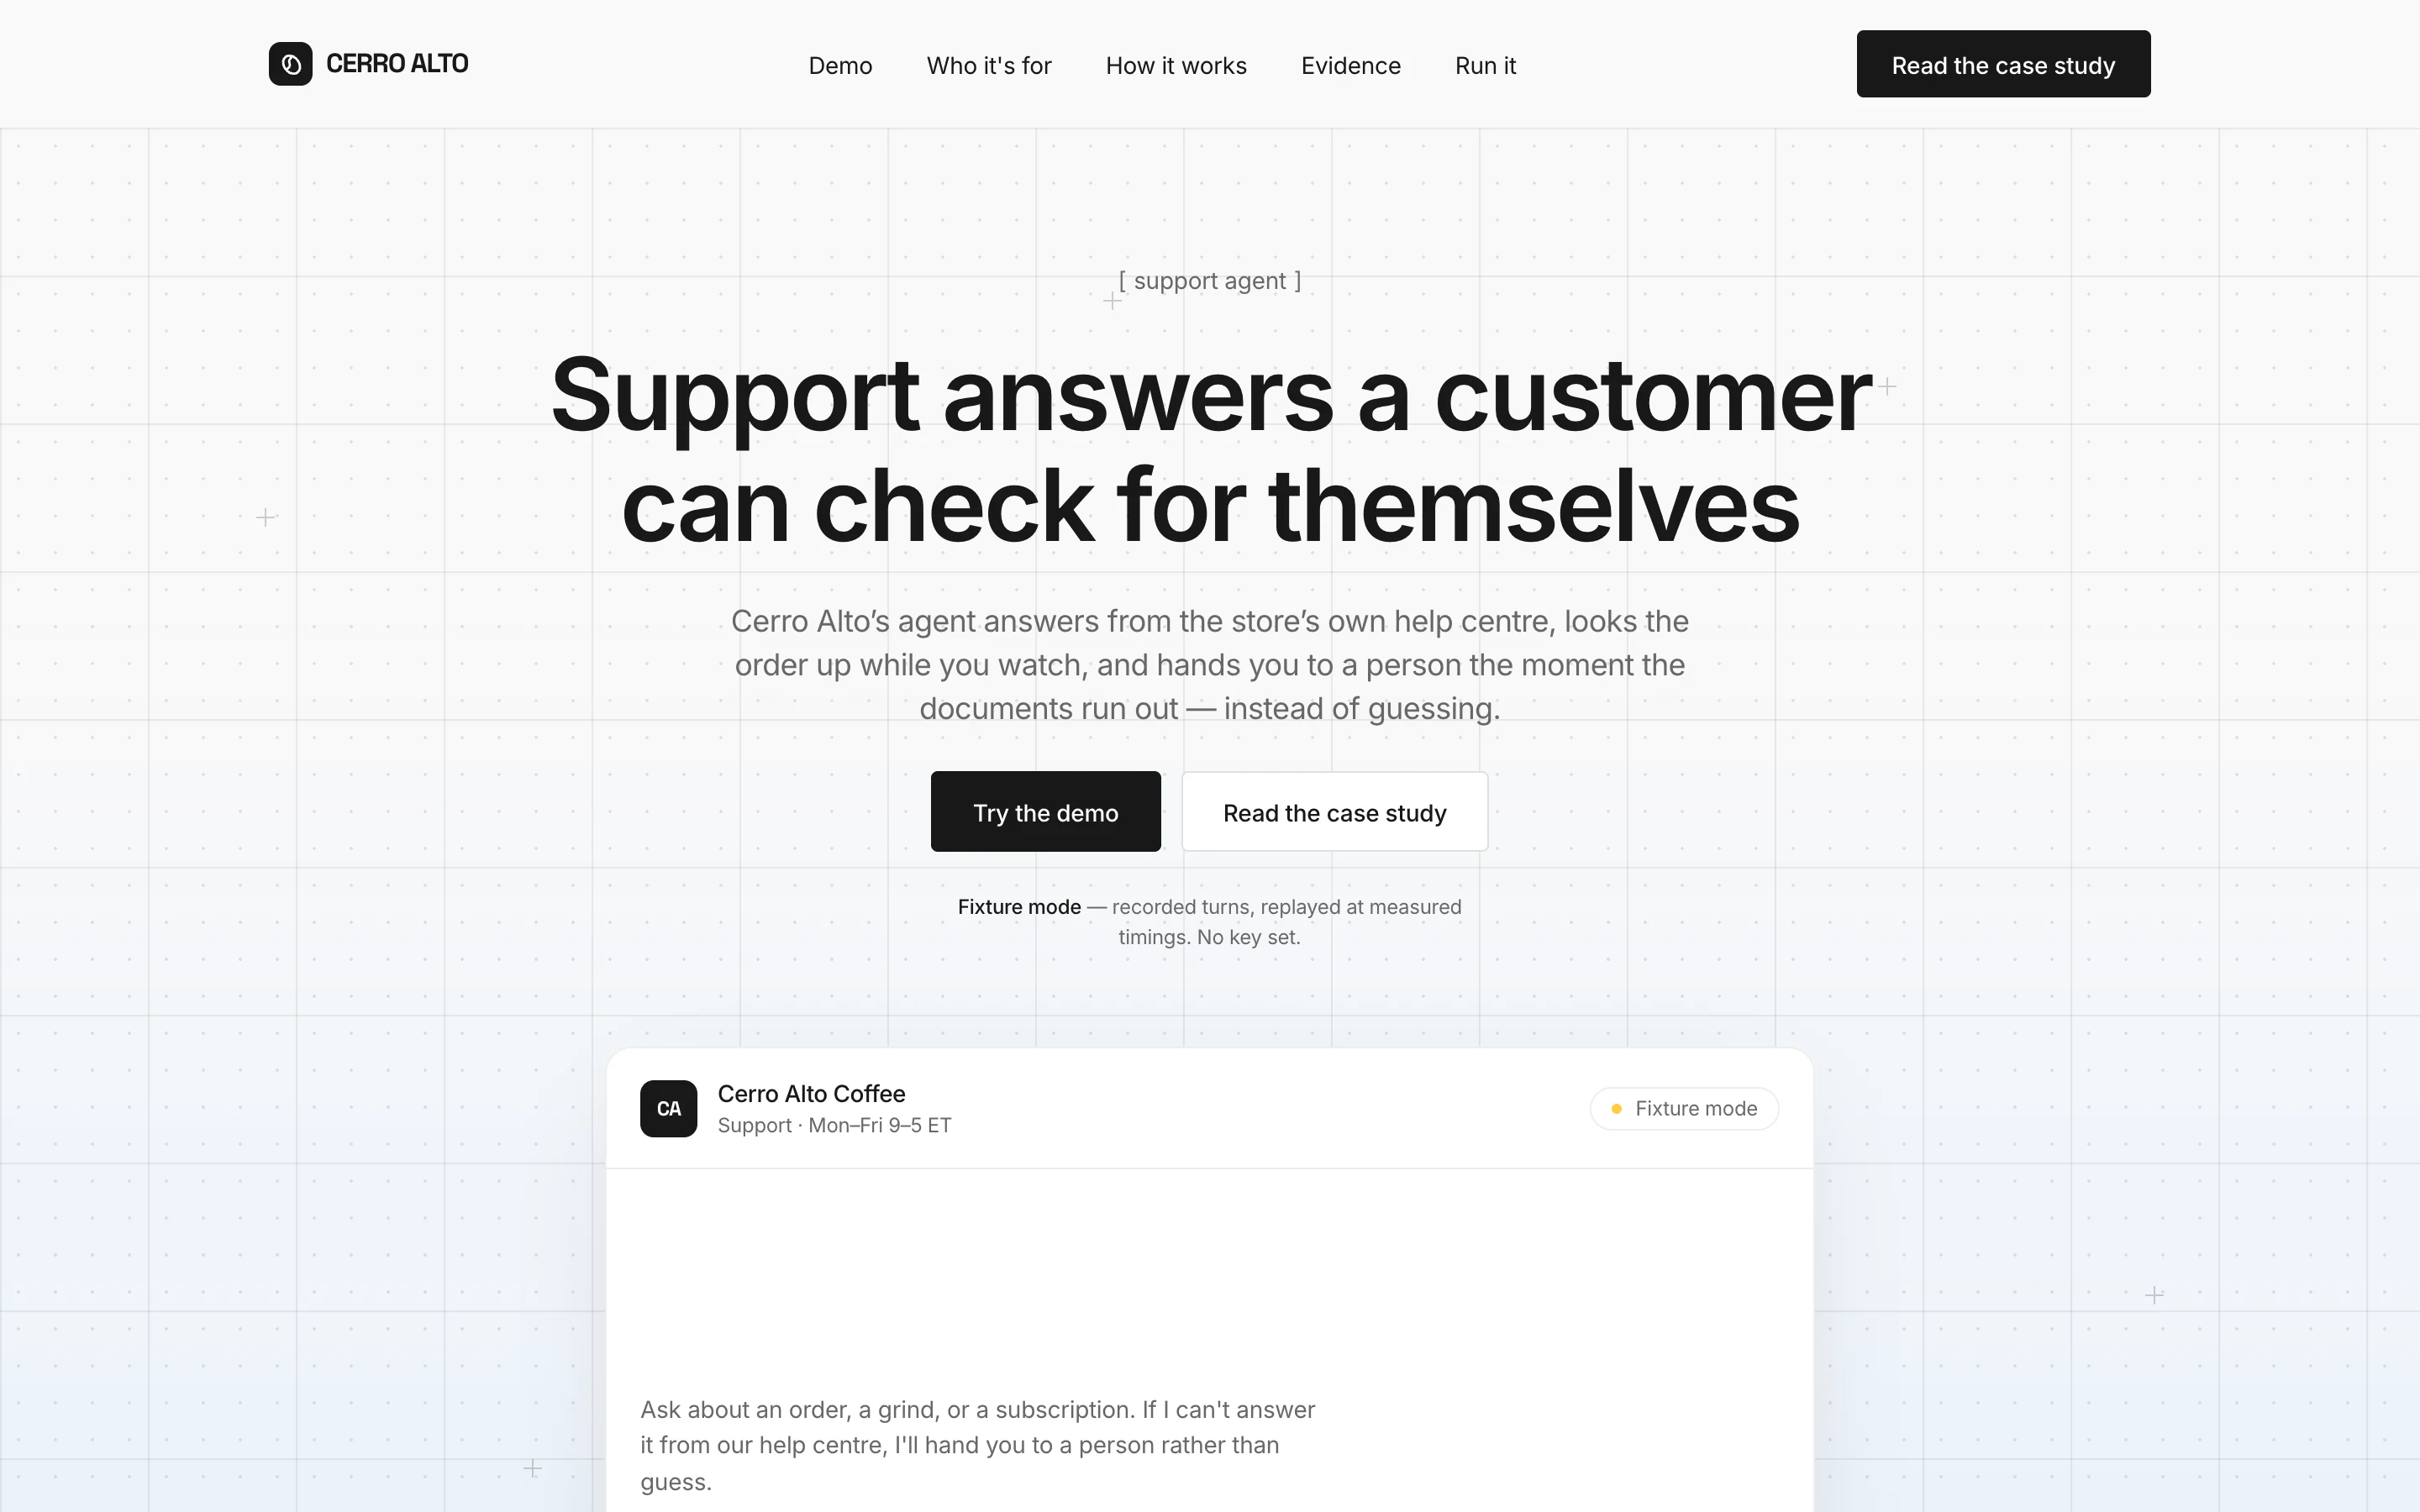 CERRO ALTO
Demo
Who it's for
How it works
Evidence
Run it
Read the case study
[ support agent ]
Support answers a customer
can check for themselves
Cerro Alto’s agent answers from the store’s own help centre, looks the
order up while you watch, and hands you to a person the moment the
documents run out — instead of guessing.
Try the demo
Read the case study
Fixture mode — recorded turns, replayed at measured
timings. No key set.
CA
Cerro Alto Coffee
Support · Mon–Fri 9–5 ET
Fixture mode
Ask about an order, a grind, or a subscription. If I can't answer
it from our help centre, I'll hand you to a person rather than
guess.